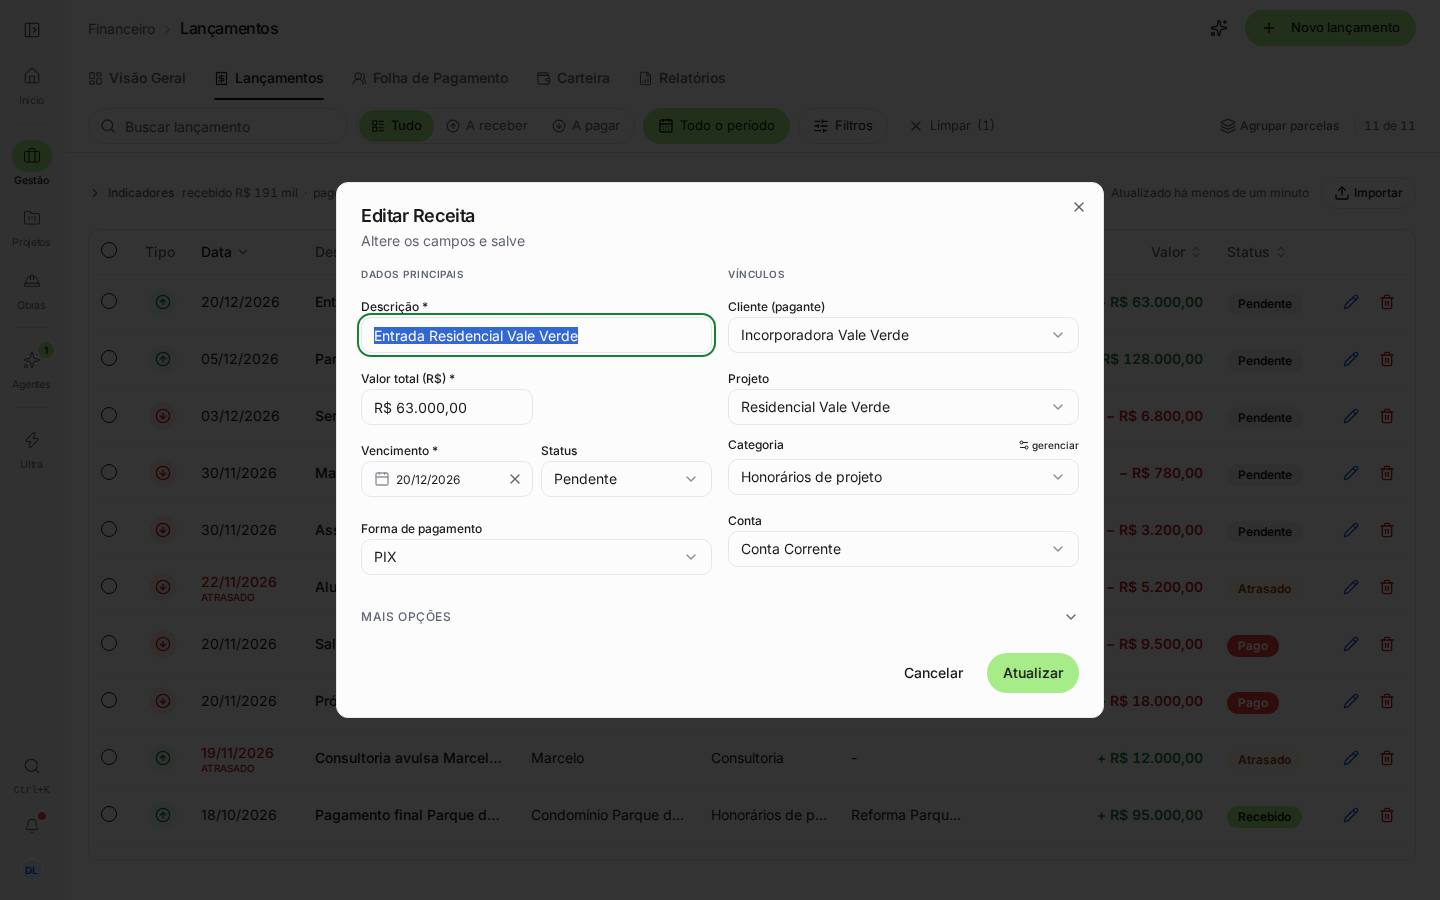 Financeiro > Lançamentos
Novo lançamento
Início
Gestão
Projetos
Obras
Agentes
1
Ultra
Ctrl+K
DL
Visão Geral
Lançamentos
Folha de Pagamento
Carteira
Relatórios
Buscar lançamento
Tudo
A receber
A pagar
Todo o período
Filtros
Limpar (1)
Agrupar parcelas
11 de 11
Indicadores recebido R$ 191 mil ·
Atualizado há menos de um minuto
Importar
Tipo
Data
Valor
Status
20/12/2026
R$ 63.000,00
Pendente
05/12/2026
R$ 128.000,00
Pendente
03/12/2026
– R$ 6.800,00
Pendente
30/11/2026
– R$ 780,00
Pendente
30/11/2026
– R$ 3.200,00
Pendente
22/11/2026
ATRASADO
– R$ 5.200,00
Atrasado
20/11/2026
– R$ 9.500,00
Pago
20/11/2026
R$ 18.000,00
Pago
19/11/2026
ATRASADO
Consultoria avulsa Marcel...
Marcelo
Consultoria
-
+ R$ 12.000,00
Atrasado
18/10/2026
Pagamento final Parque d...
Condomínio Parque d...
Honorários de p...
Reforma Parqu...
+ R$ 95.000,00
Recebido
Editar Receita
Altere os campos e salve
DADOS PRINCIPAIS
Descrição *
Entrada Residencial Vale Verde
Valor total (R$) *
R$ 63.000,00
Vencimento *
20/12/2026
Status
Pendente
Forma de pagamento
PIX
VÍNCULOS
Cliente (pagante)
Incorporadora Vale Verde
Projeto
Residencial Vale Verde
Categoria
gerenciar
Honorários de projeto
Conta
Conta Corrente
MAIS OPÇÕES
Cancelar
Atualizar